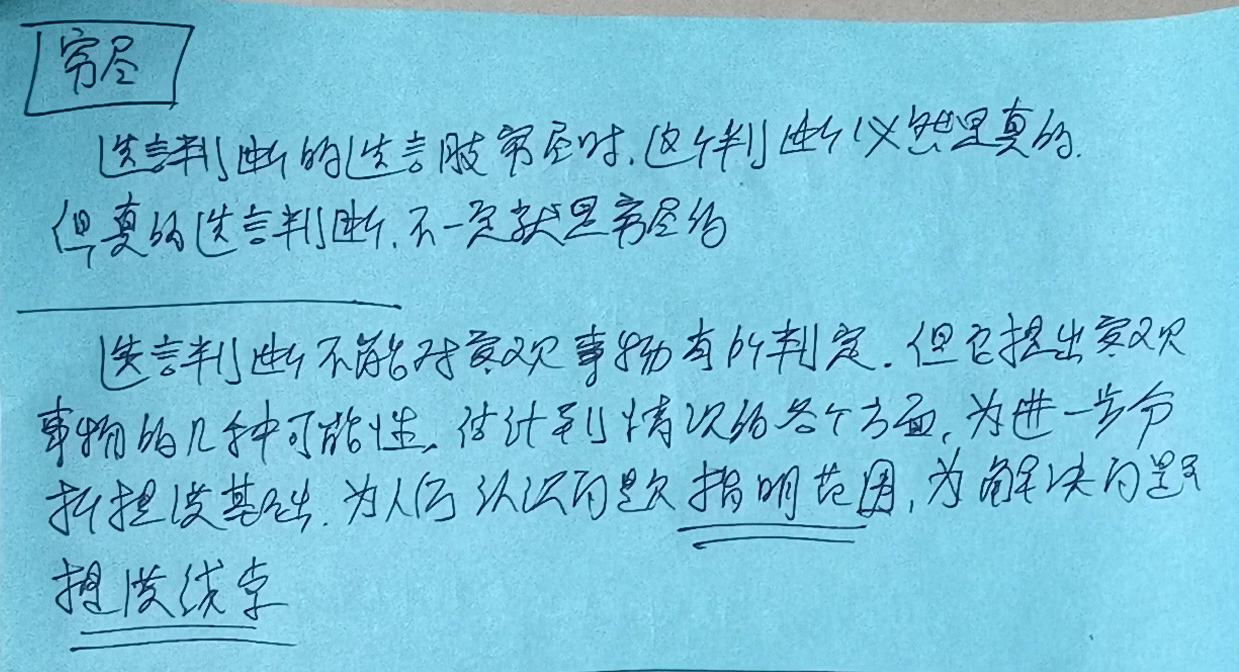 穷尽
选言判断的选言肢穷尽时,这个判断必然是真的.
但真的选言判断,不一定就是穷尽的
选言判断不能对客观事物有所判定.但它提出客观
事物的几种可能性,估计到情况的各个方面,为进一步分
析提供基础.为人们认识问题指明范围,为解决问题
提供线索